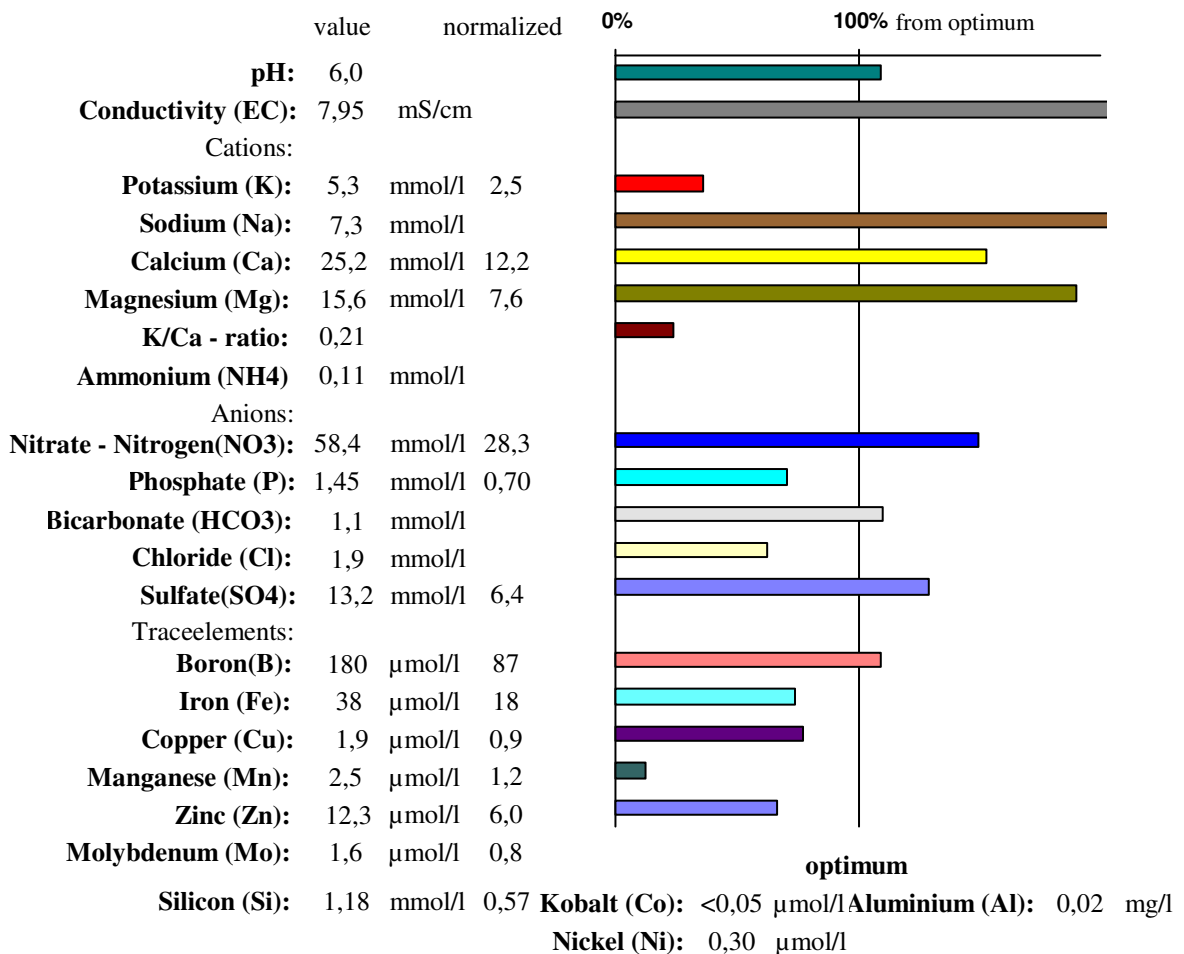 value normalized 0% 100% from optimum
pH: 6,0
Conductivity (EC): 7,95 mS/cm
Cations:
Potassium (K): 5,3 mmol/l 2,5
Sodium (Na): 7,3 mmol/l
Calcium (Ca): 25,2 mmol/l 12,2
Magnesium (Mg): 15,6 mmol/l 7,6
K/Ca - ratio: 0,21
Ammonium (NH4) 0,11 mmol/l
Anions:
Nitrate - Nitrogen(NO3): 58,4 mmol/l 28,3
Phosphate (P): 1,45 mmol/l 0,70
Bicarbonate (HCO3): 1,1 mmol/l
Chloride (Cl): 1,9 mmol/l
Sulfate(SO4): 13,2 mmol/l 6,4
Traceelements:
Boron(B): 180 µmol/l 87
Iron (Fe): 38 µmol/l 18
Copper (Cu): 1,9 µmol/l 0,9
Manganese (Mn): 2,5 µmol/l 1,2
Zinc (Zn): 12,3 µmol/l 6,0
Molybdenum (Mo): 1,6 µmol/l 0,8
optimum
Silicon (Si): 1,18 mmol/l 0,57 Kobalt (Co): <0,05 µmol/l Aluminium (Al): 0,02 mg/l
Nickel (Ni): 0,30 µmol/l